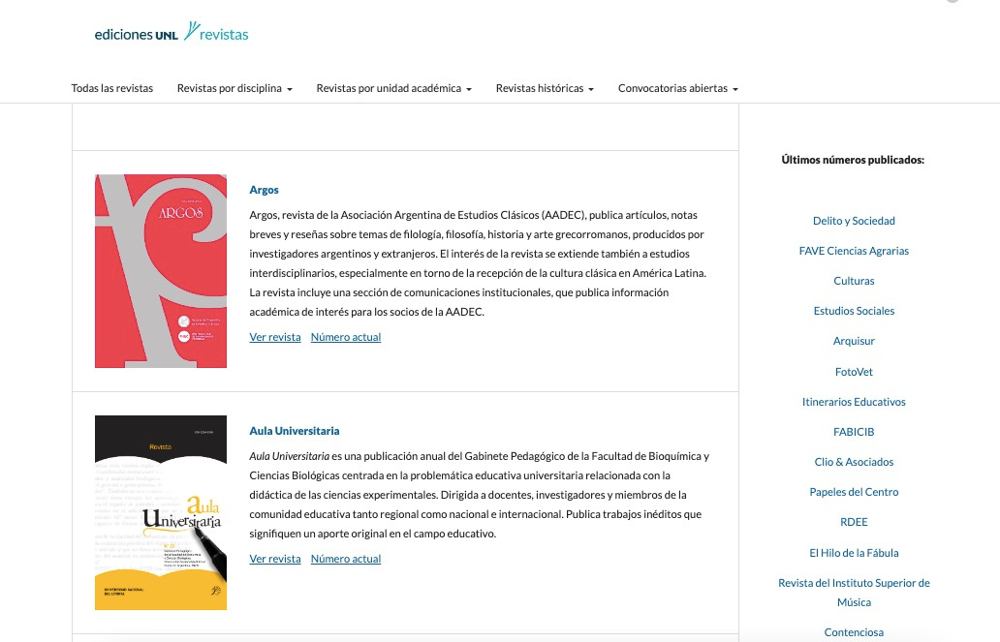 ediciones UNL revistas
Todas las revistas
Revistas por disciplina
Revistas por unidad académica
Revistas históricas
Convocatorias abiertas
ARGOS
Argos
Argos, revista de la Asociación Argentina de Estudios Clásicos (AADEC), publica artículos, notas
breves y reseñas sobre temas de filología, filosofía, historia y arte grecorromanos, producidos por
investigadores argentinos y extranjeros. El interés de la revista se extiende también a estudios
interdisciplinarios, especialmente en torno de la recepción de la cultura clásica en América Latina.
La revista incluye una sección de comunicaciones institucionales, que publica información
académica de interés para los socios de la AADEC.
Ver revista Número actual
Revista
aula
Universitaria
UNIVERSIDAD NACIONAL
DEL LITORAL
Aula Universitaria
Aula Universitaria es una publicación anual del Gabinete Pedagógico de la Facultad de Bioquímica y
Ciencias Biológicas centrada en la problemática educativa universitaria relacionada con la
didáctica de las ciencias experimentales. Dirigida a docentes, investigadores y miembros de la
comunidad educativa tanto regional como nacional e internacional. Publica trabajos inéditos que
signifiquen un aporte original en el campo educativo.
Ver revista Número actual
Últimos números publicados:
Delito y Sociedad
FAVE Ciencias Agrarias
Culturas
Estudios Sociales
Arquisur
FotoVet
Itinerarios Educativos
FABICIB
Clio & Asociados
Papeles del Centro
RDEE
El Hilo de la Fábula
Revista del Instituto Superior de
Música
Contenciosa